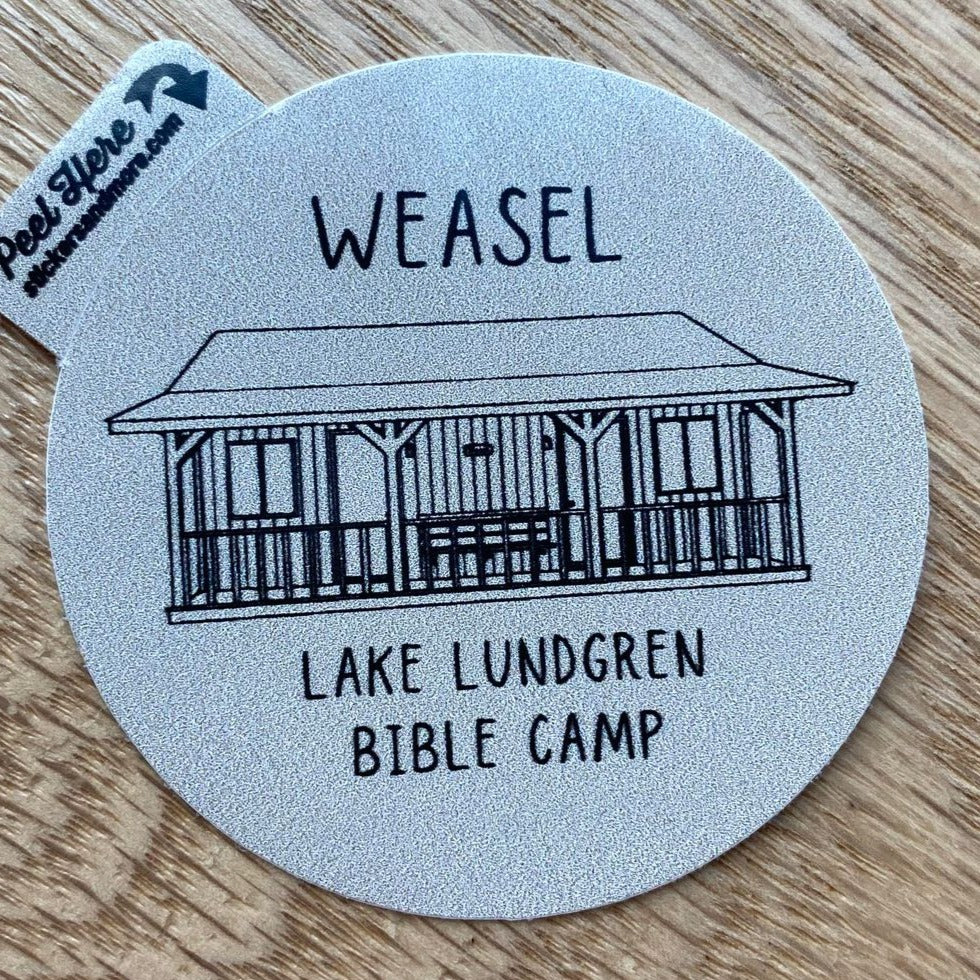 Peel Here
stickersandmore.com
WEASEL
LAKE LUNDGREN
BIBLE CAMP